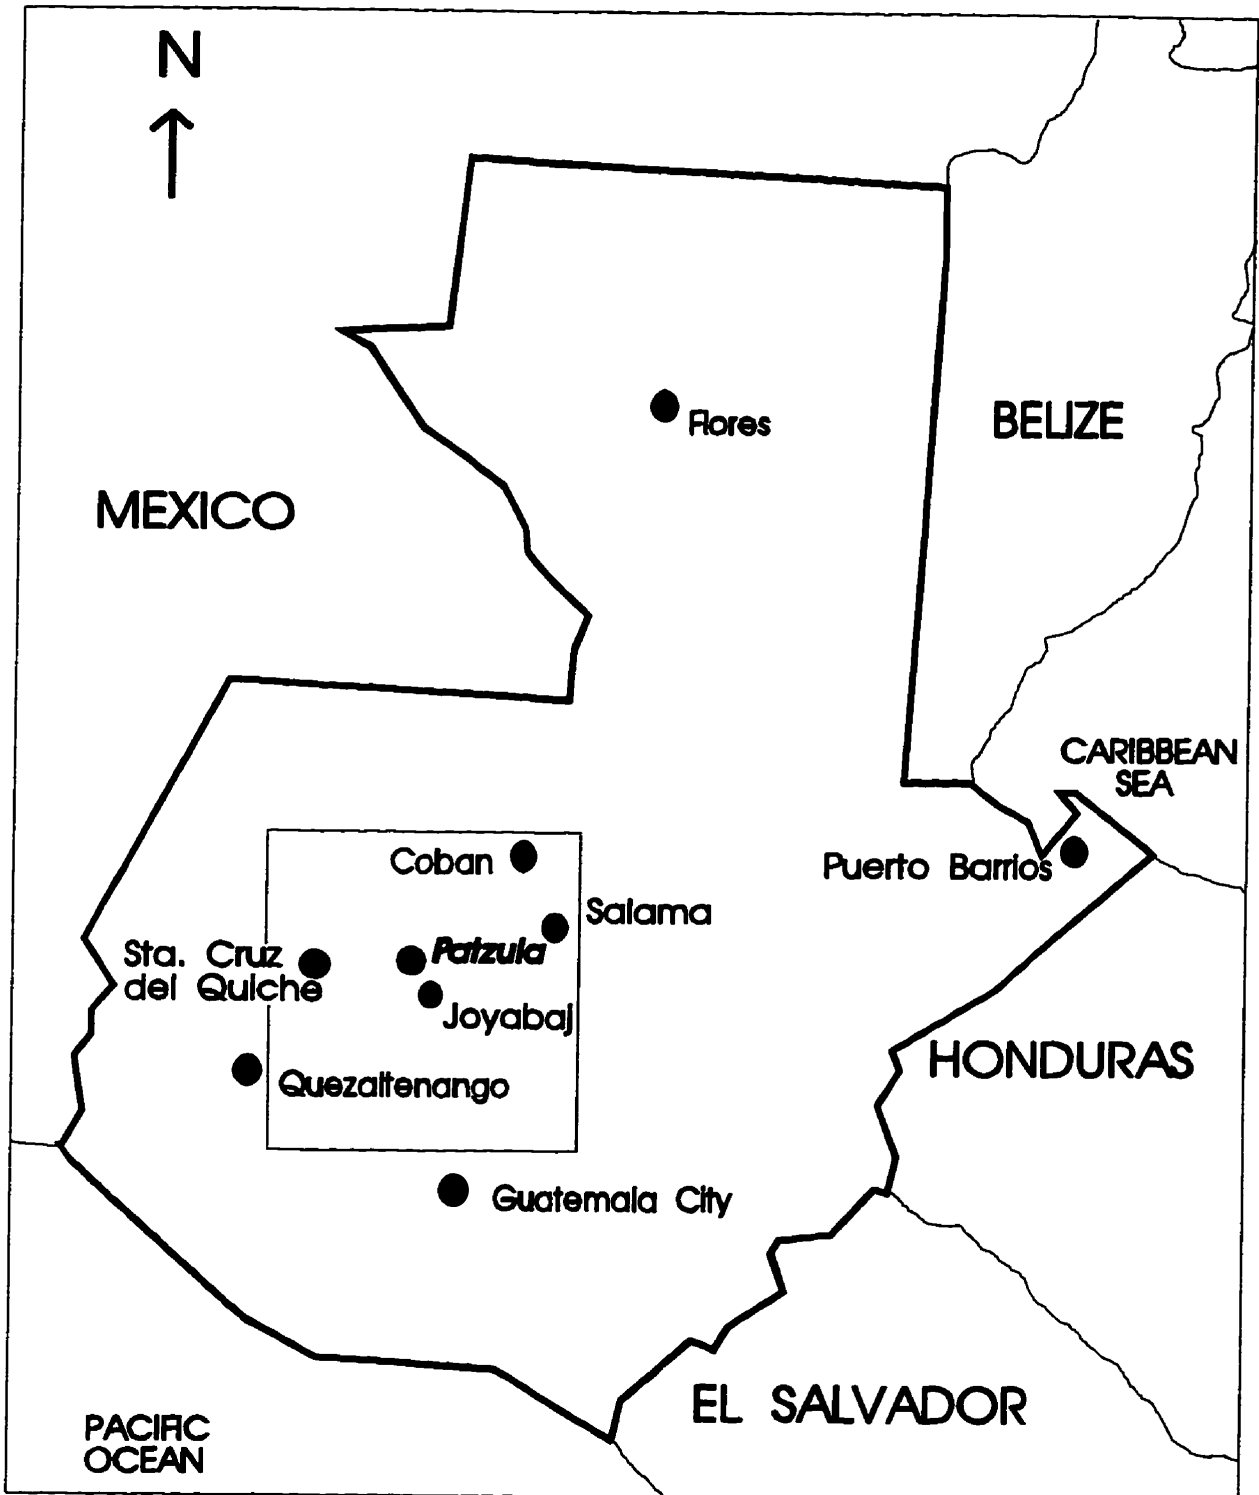 N
Flores
BELIZE
MEXICO
CARIBBEAN
SEA
Puerto Barrios
Coban
Salama
Sta. Cruz
del Quiche
Patzula
Joyabaj
HONDURAS
Quezaltenango
Guatemala City
EL SALVADOR
PACIFIC
OCEAN